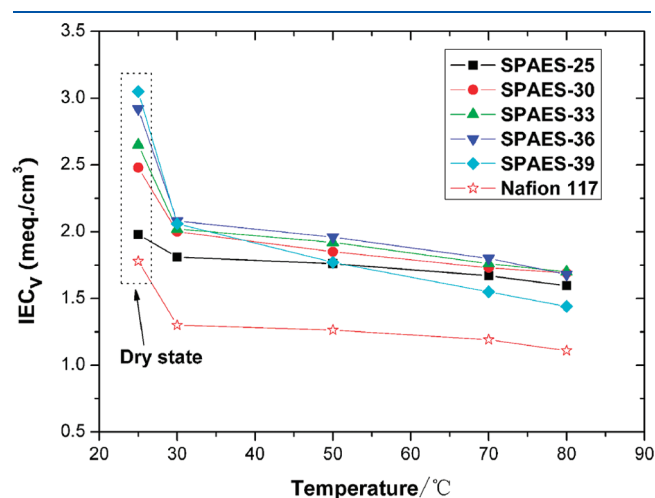 3.5
3.0
2.5
2.0
1.5
1.0
0.5
IECV (meq./cm³)
SPAES-25
SPAES-30
SPAES-33
SPAES-36
SPAES-39
Nafion 117
Dry state
20 30 40 50 60 70 80 90
Temperature/℃